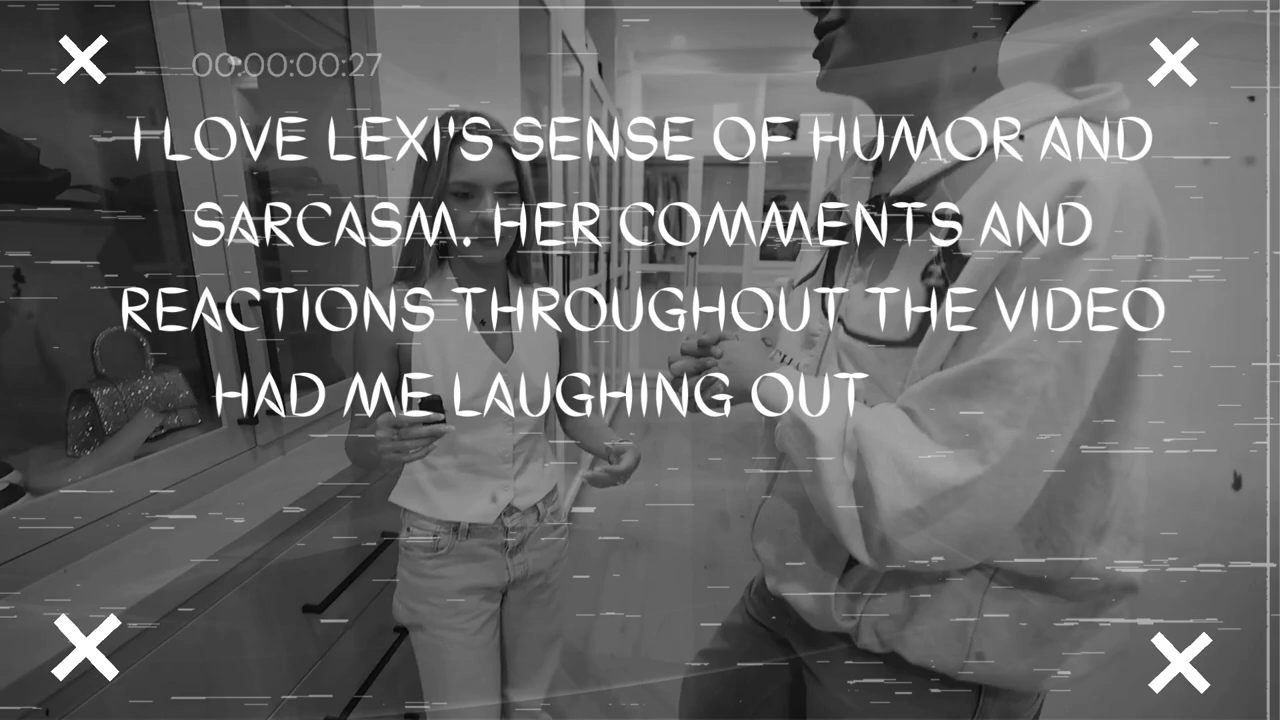 00:00:00:27
I LOVE LEXI'S SENSE OF HUMOR AND
SARCASM. HER COMMENTS AND
REACTIONS THROUGHOUT THE VIDEO
HAD ME LAUGHING OUT